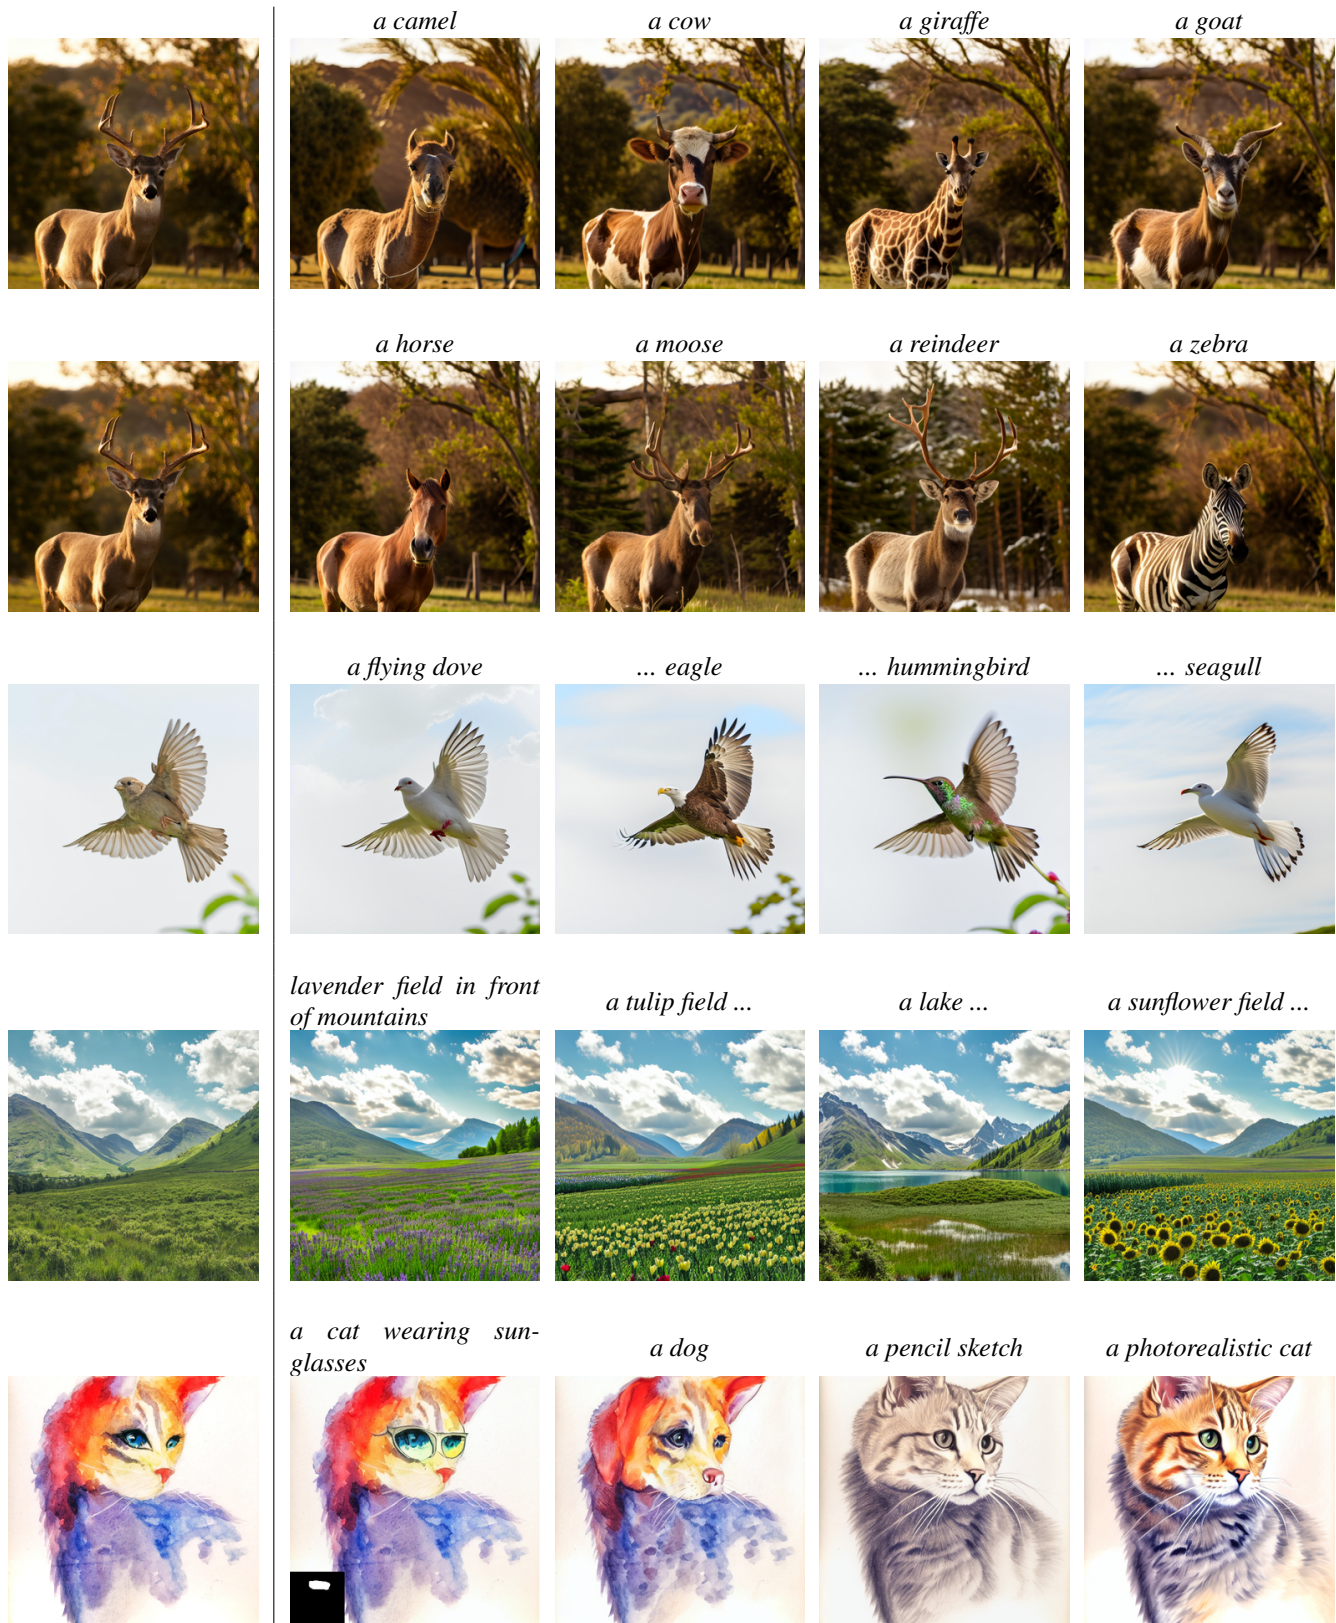 a camel
a cow
a giraffe
a goat
a horse
a moose
a reindeer
a zebra
a flying dove
... eagle
... hummingbird
... seagull
lavender field in front
of mountains
a tulip field ...
a lake ...
a sunflower field ...
a cat wearing sun-
glasses
a dog
a pencil sketch
a photorealistic cat